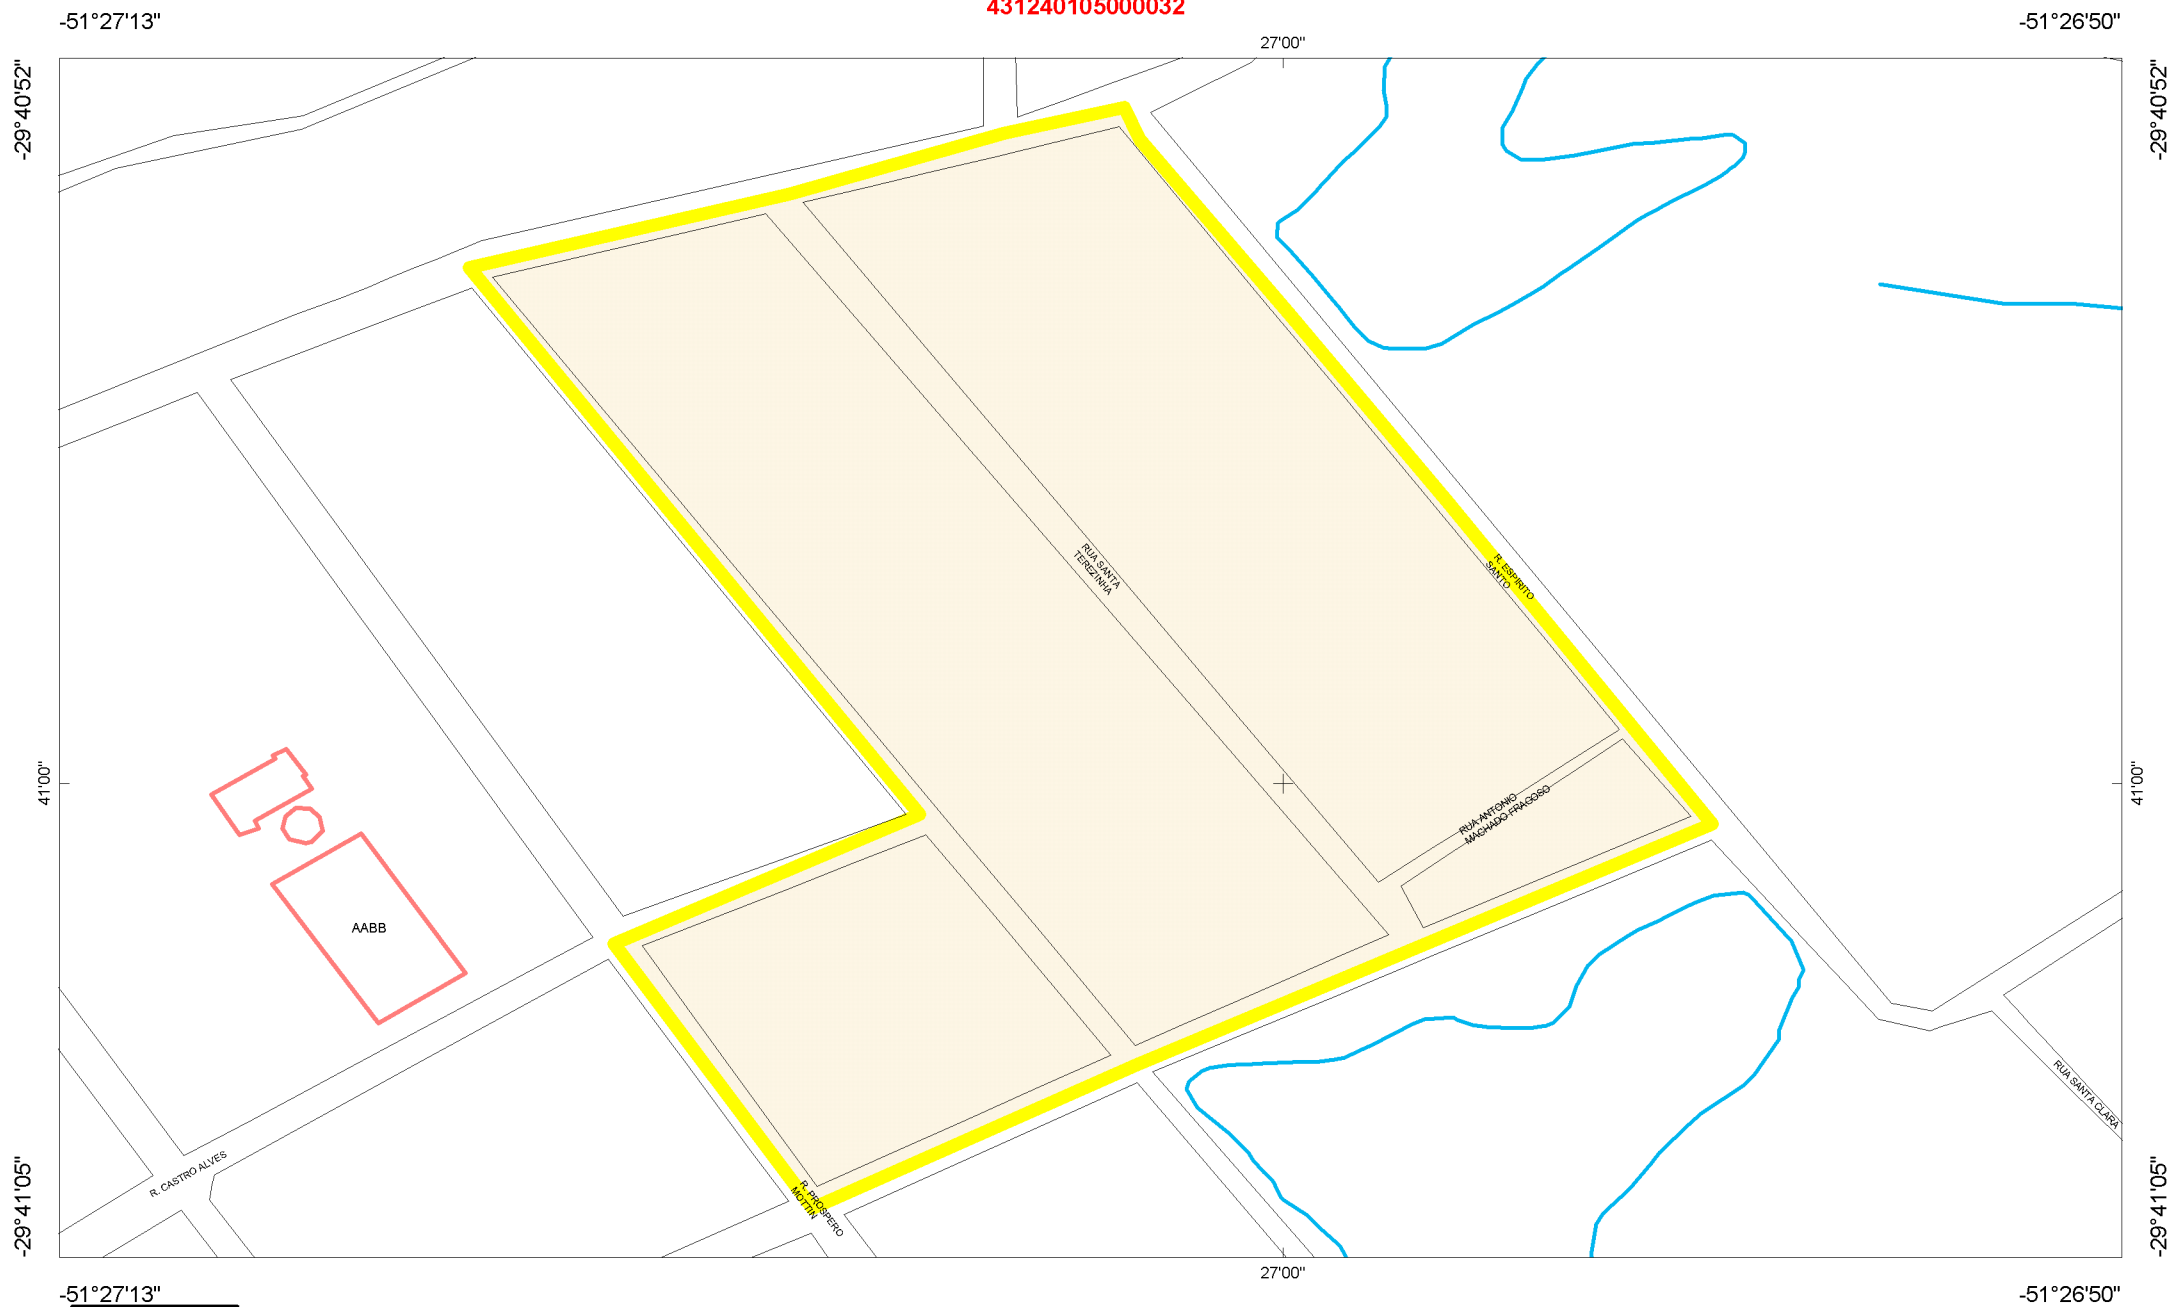 431240105000032
-51°27'13"
-51°26'50"
27'00"
-29°40'52"
-29°40'52"
RUA SANTA
TEREZINHA
R. ESPIRITO
SANTO
41'00"
41'00"
RUA ANTONIO
MACHADO FRAGOSO
AABB
RUA SANTA CLARA
R. CASTRO ALVES
R. PROSPERO
MOTTIN
-29°41'05"
-29°41'05"
27'00"
-51°27'13"
-51°26'50"